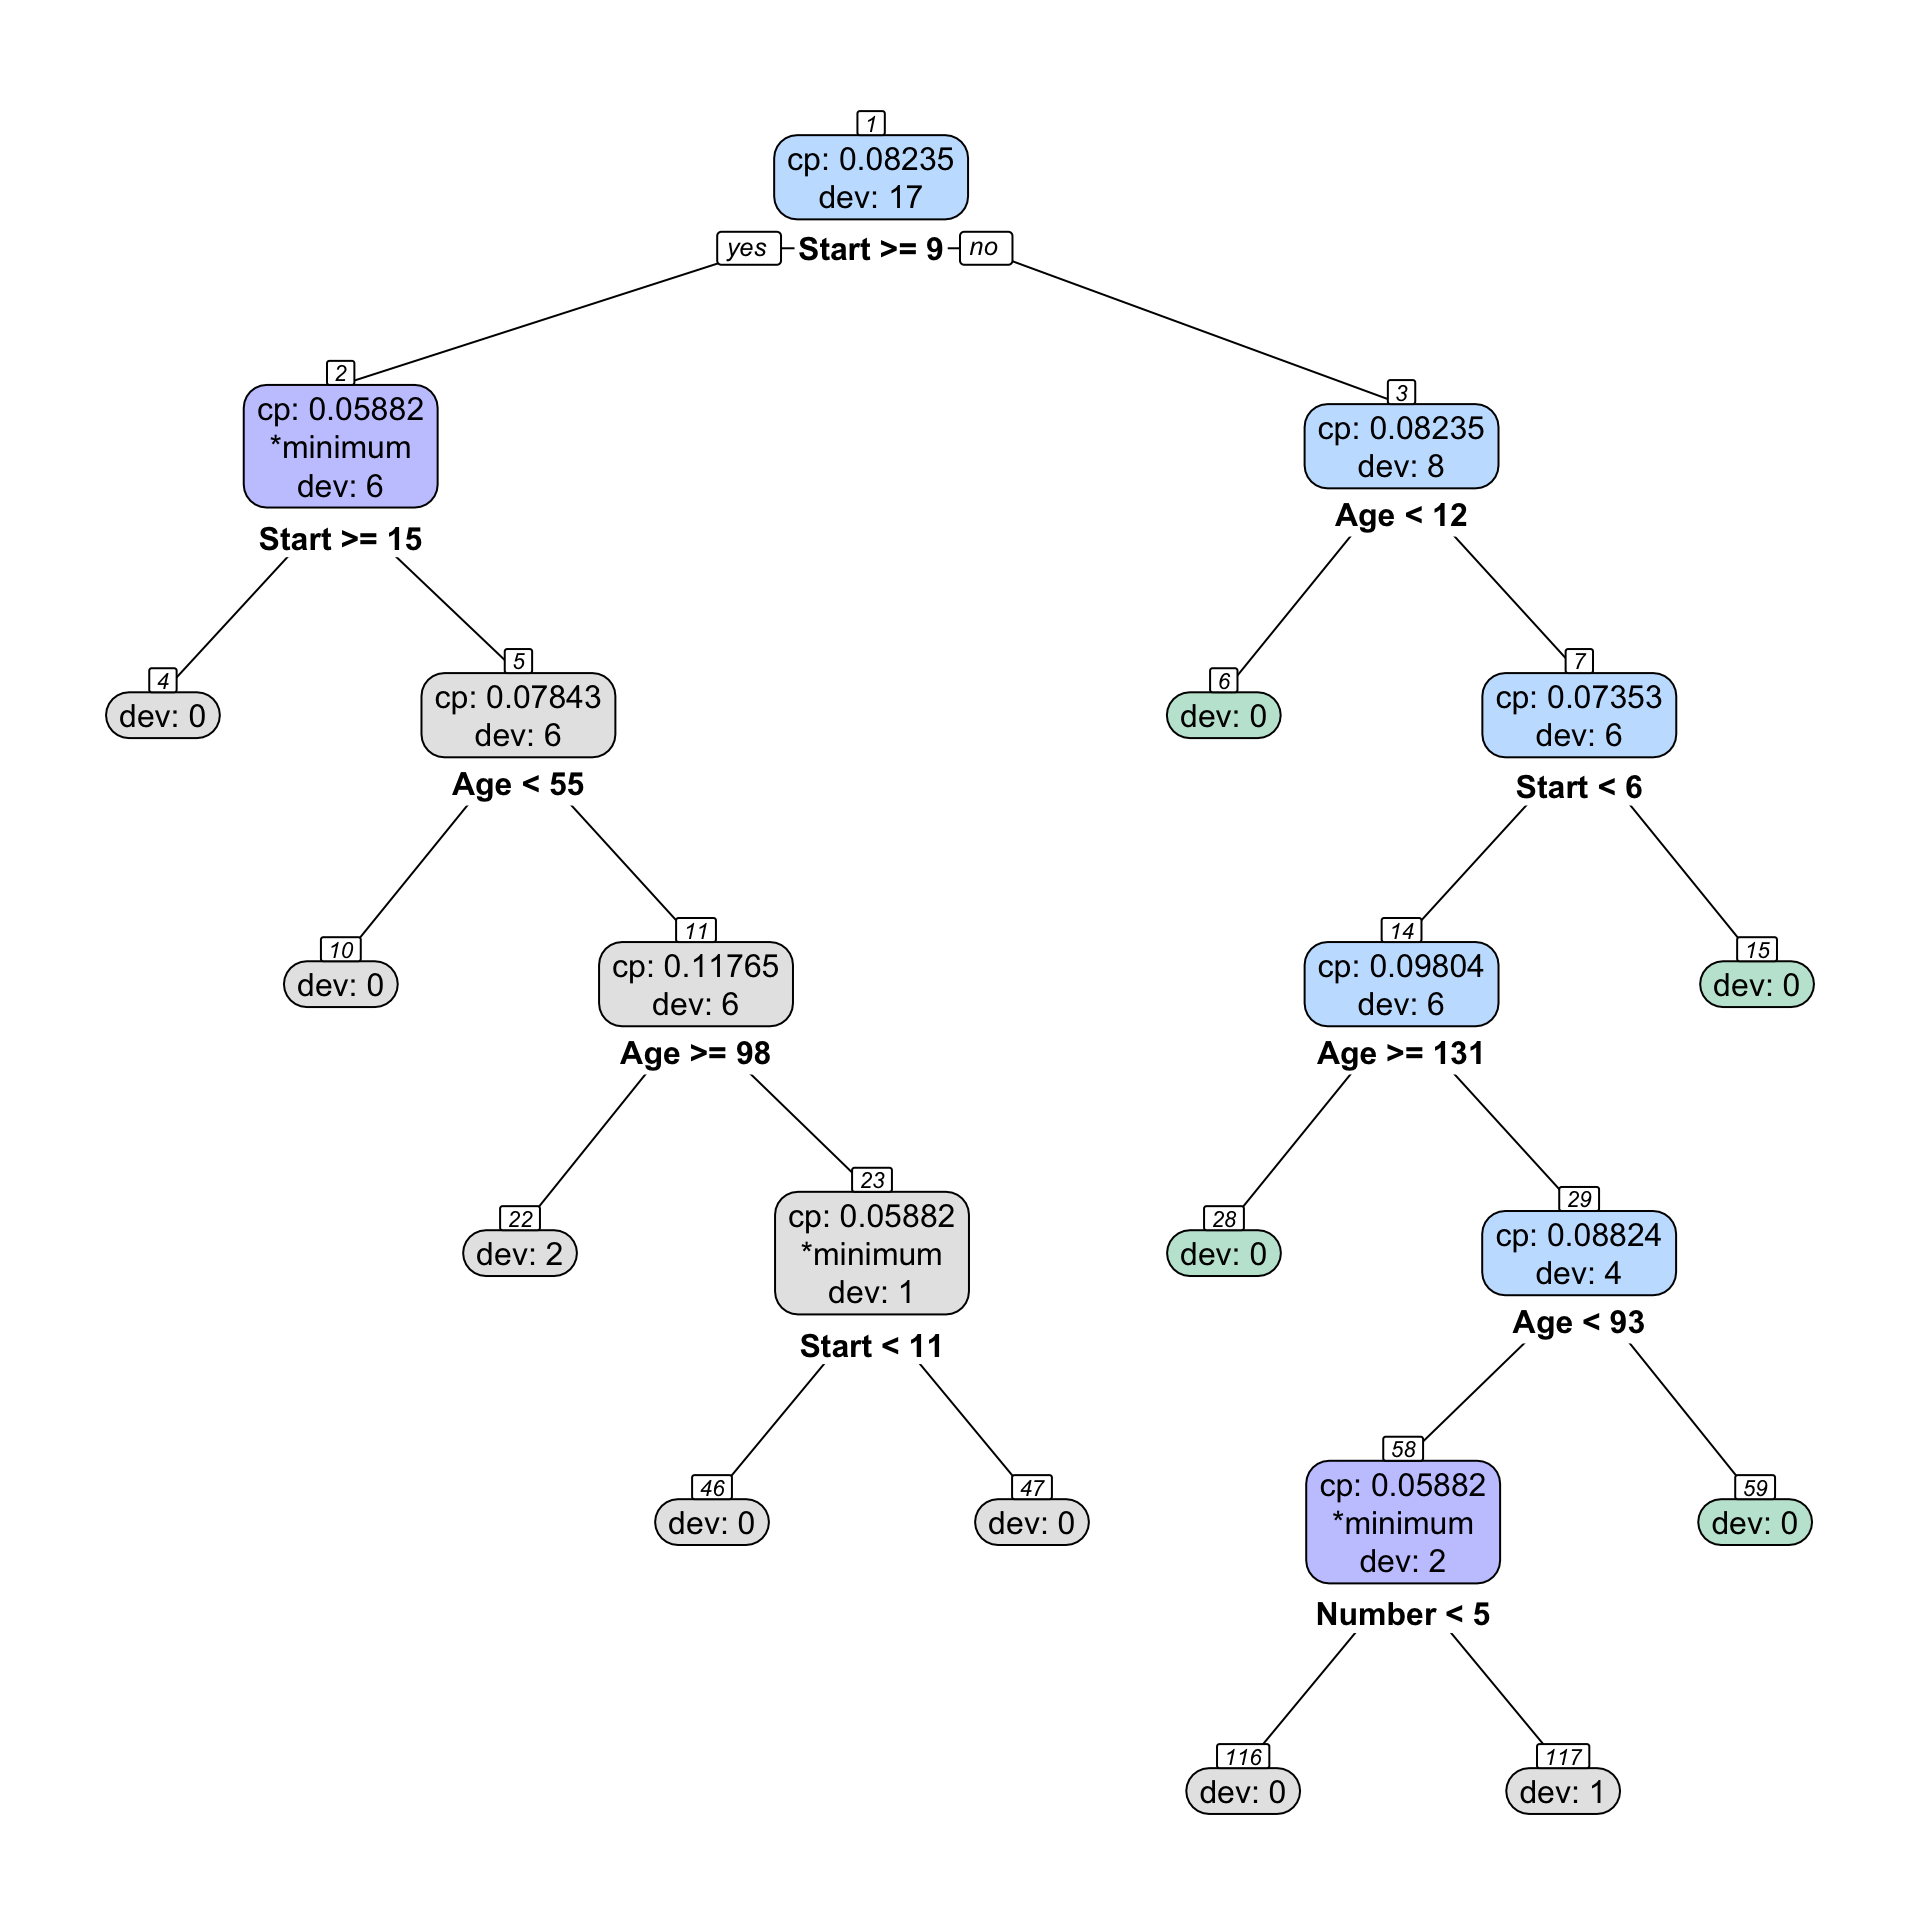 1
cp: 0.08235
dev: 17
yes Start >= 9 no
2
cp: 0.05882
*minimum
dev: 6
Start >= 15
3
cp: 0.08235
dev: 8
Age < 12
4
dev: 0
5
cp: 0.07843
dev: 6
Age < 55
6
dev: 0
7
cp: 0.07353
dev: 6
Start < 6
10
dev: 0
11
cp: 0.11765
dev: 6
Age >= 98
14
cp: 0.09804
dev: 6
Age >= 131
15
dev: 0
22
dev: 2
23
cp: 0.05882
*minimum
dev: 1
Start < 11
28
dev: 0
29
cp: 0.08824
dev: 4
Age < 93
46
dev: 0
47
dev: 0
58
cp: 0.05882
*minimum
dev: 2
Number < 5
59
dev: 0
116
dev: 0
117
dev: 1